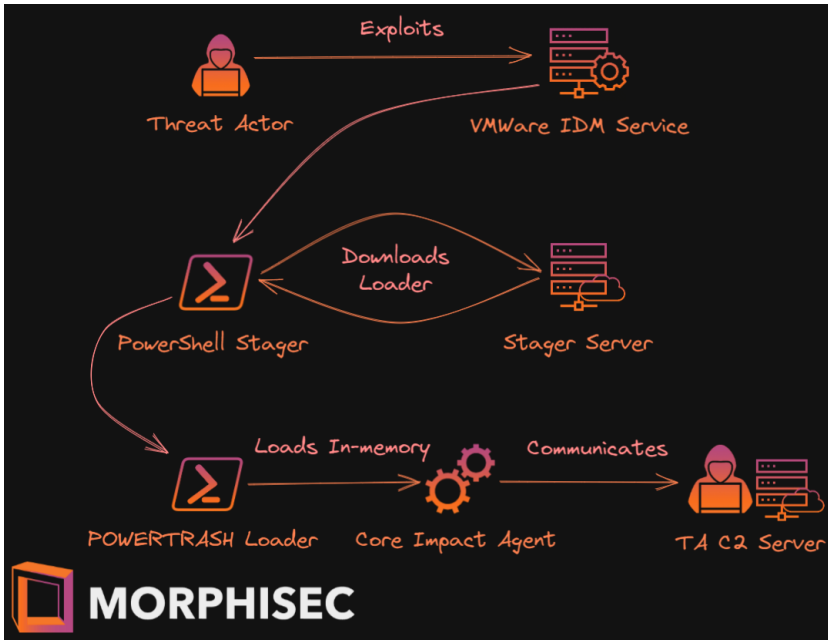 Exploits
Threat Actor
VMWare IDM Service
Downloads
Loader
PowerShell Stager
Stager Server
Loads In-memory
Communicates
POWERTRASH Loader
Core Impact Agent
TA C2 Server
MORPHISEC